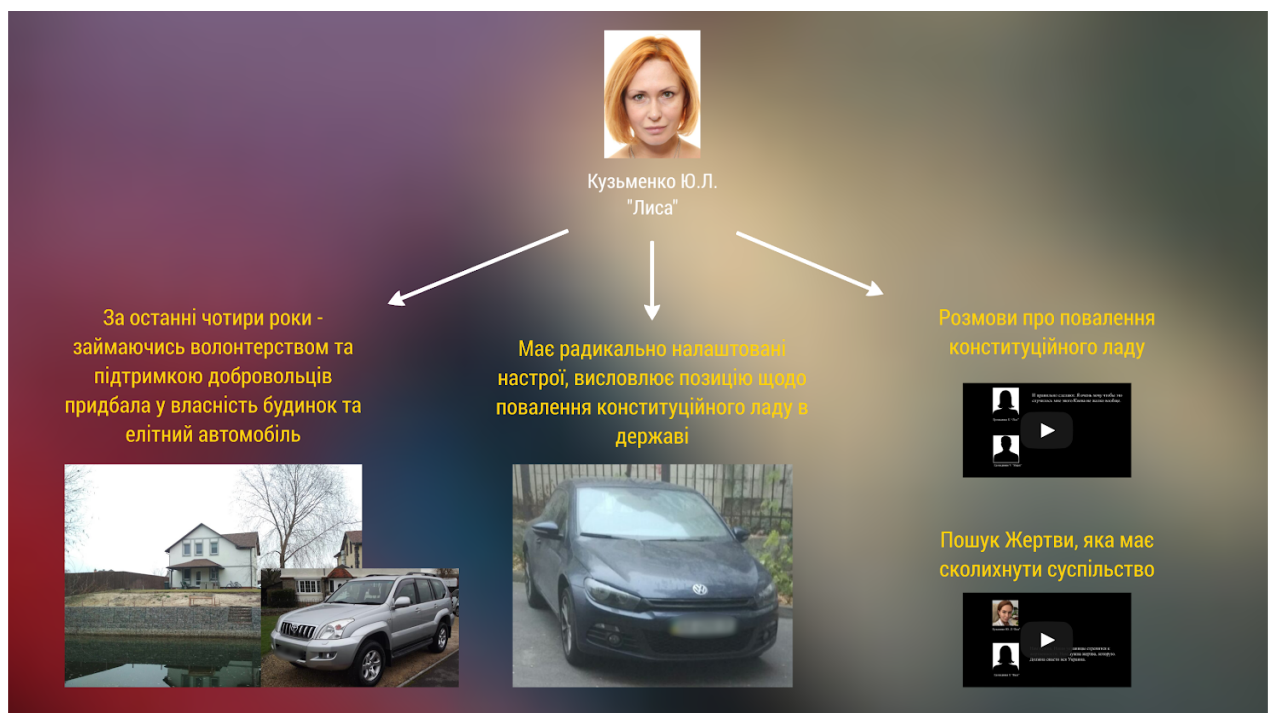 Кузьменко Ю.Л.
"Лиса"
За останні чотири роки -
займаючись волонтерством та
підтримкою добровольців
придбала у власність будинок та
елітний автомобіль
Має радикально налаштовані
настрої, висловлює позицію щодо
повалення конституційного ладу в
державі
Розмови про повалення
конституційного ладу
Пошук Жертви, яка має
сколихнути суспільство